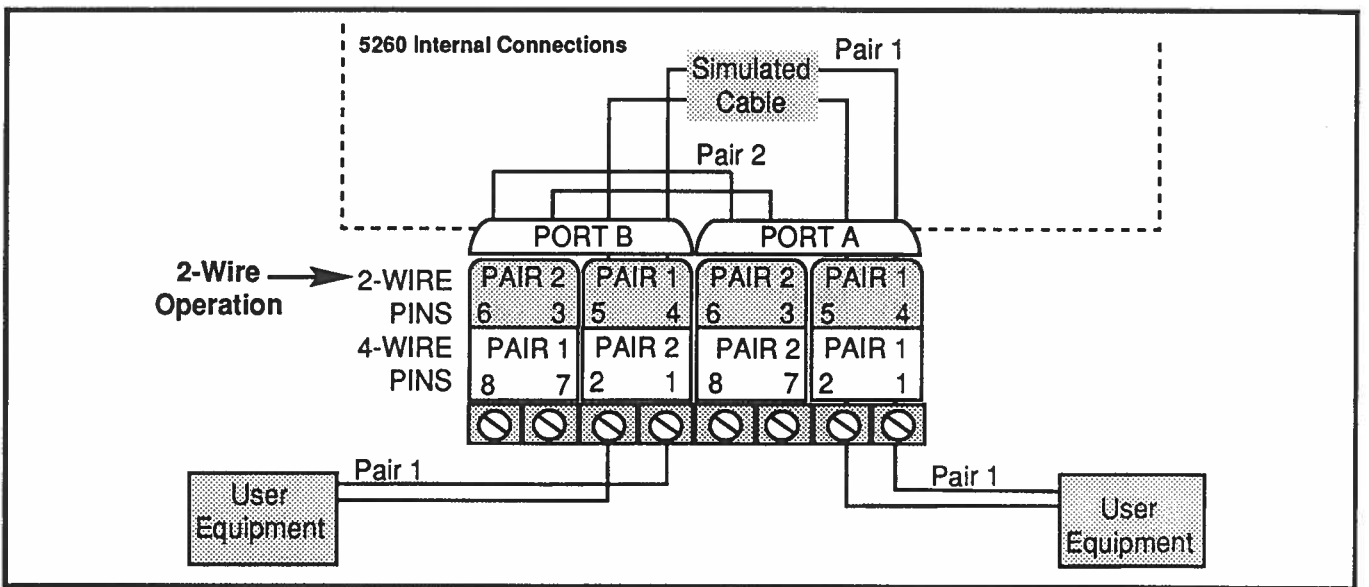 5260 Internal Connections
Pair 1
Simulated
Cable
Pair 2
PORT B PORT A
2-Wire
Operation
2-WIRE
PINS
PAIR 2 PAIR 1 PAIR 2 PAIR 1
6 3 5 4 6 3 5 4
4-WIRE
PINS
PAIR 1 PAIR 2 PAIR 2 PAIR 1
8 7 2 1 8 7 2 1
Pair 1
User
Equipment
Pair 1
User
Equipment